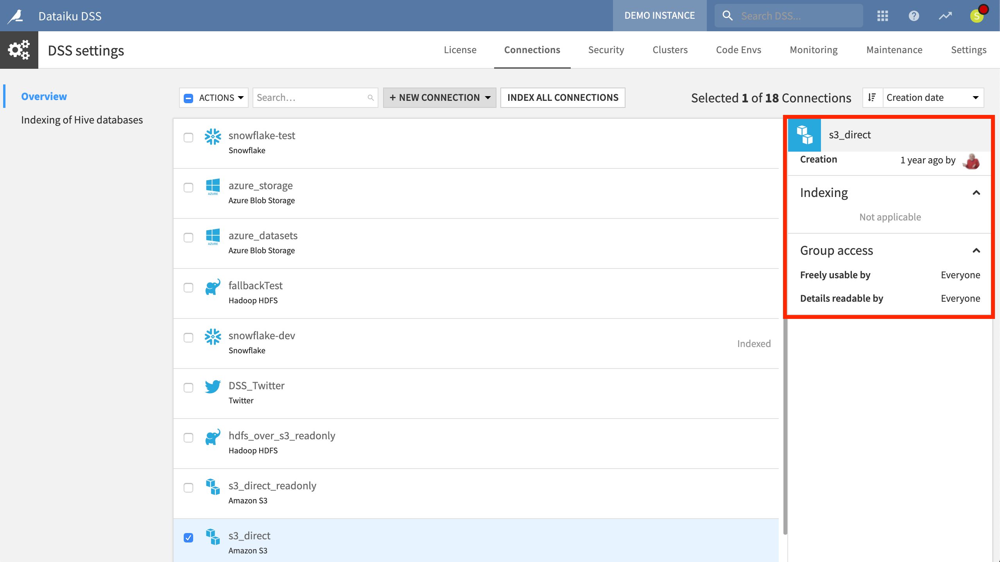 Dataiku DSS
DEMO INSTANCE
Search DSS...
S
DSS settings
License
Connections
Security
Clusters
Code Envs
Monitoring
Maintenance
Settings
Overview
Indexing of Hive databases
ACTIONS
Search...
+ NEW CONNECTION
INDEX ALL CONNECTIONS
Selected 1 of 18 Connections
Creation date
snowflake-test
Snowflake
azure_storage
AZURE
Azure Blob Storage
azure_datasets
AZURE
Azure Blob Storage
fallbackTest
Hadoop HDFS
snowflake-dev
Snowflake
Indexed
DSS_Twitter
Twitter
hdfs_over_s3_readonly
Hadoop HDFS
s3_direct_readonly
Amazon S3
s3_direct
Amazon S3
s3_direct
Creation 1 year ago by
Indexing
Not applicable
Group access
Freely usable by Everyone
Details readable by Everyone